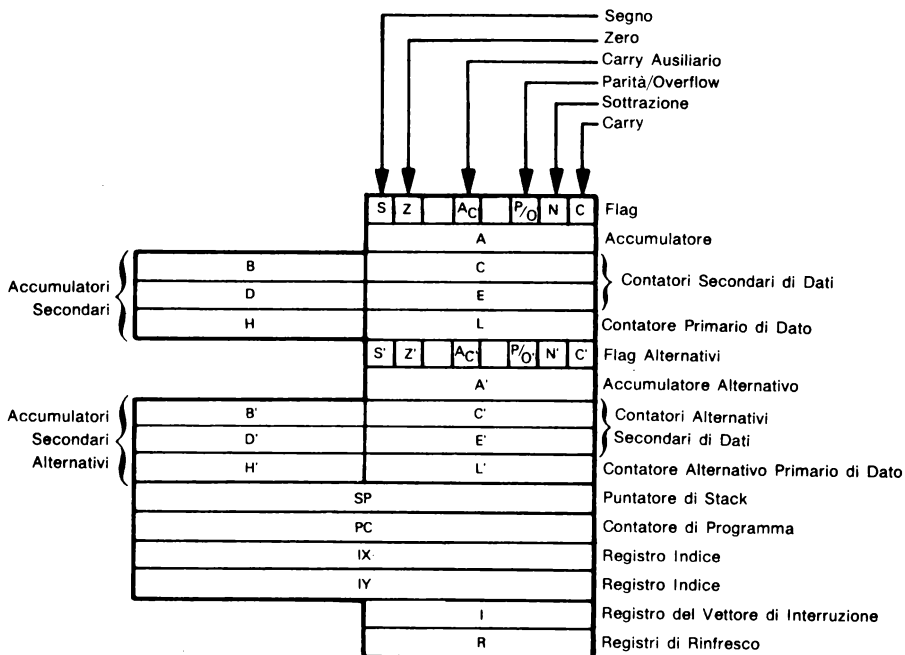 Segno
Zero
Carry Ausiliario
Parità/Overflow
Sottrazione
Carry
S Z AC P/O N C Flag
A Accumulatore
Accumulatori
Secondari
B C
D E
Contatori Secondari di Dati
H L Contatore Primario di Dato
S' Z' AC' P/O' N' C' Flag Alternativi
A' Accumulatore Alternativo
Accumulatori
Secondari
Alternativi
B' C'
D' E'
Contatori Alternativi
Secondari di Dati
H' L' Contatore Alternativo Primario di Dato
SP Puntatore di Stack
PC Contatore di Programma
IX Registro Indice
IY Registro Indice
I Registro del Vettore di Interruzione
R Registri di Rinfresco